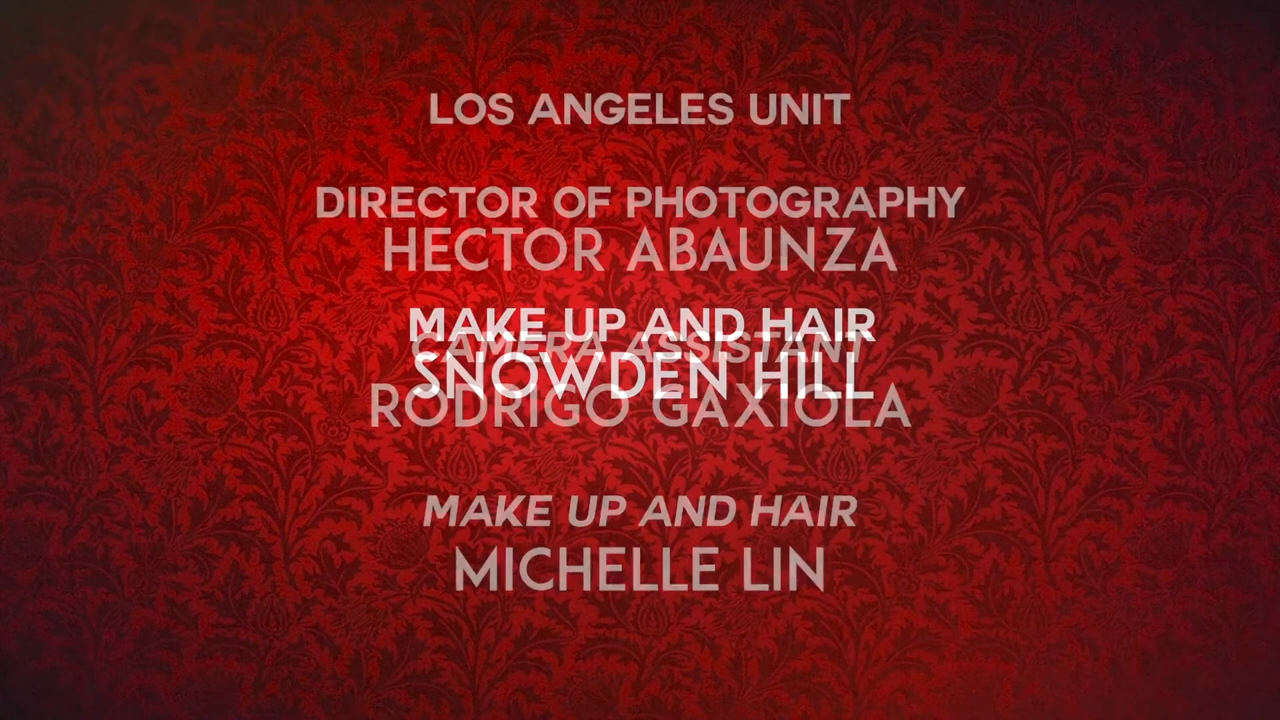 LOS ANGELES UNIT
DIRECTOR OF PHOTOGRAPHY
HECTOR ABAUNZA
MAKE UP AND HAIR
CAMERA ASSISTANT
SNOWDEN HILL
RODRIGO GAXIOLA
MAKE UP AND HAIR
MICHELLE LIN